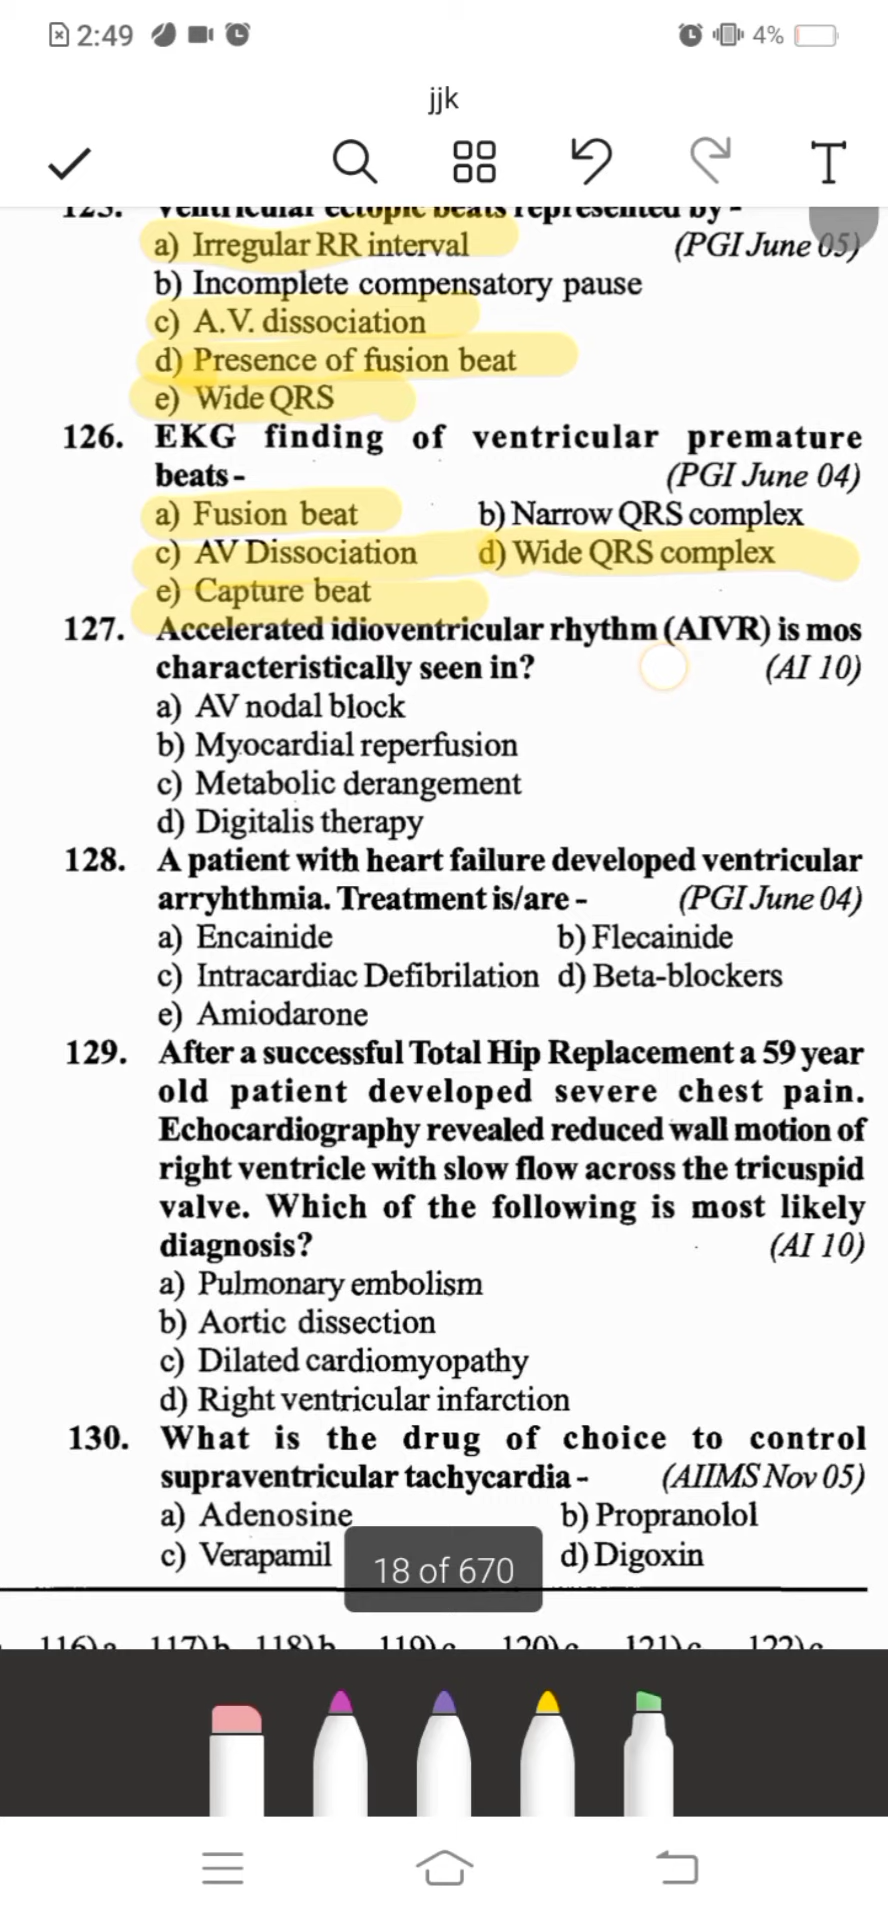 2:49
4%
jjk
T
125. Ventricular ectopic beats represented by -
a) Irregular RR interval (PGI June 05)
b) Incomplete compensatory pause
c) A.V. dissociation
d) Presence of fusion beat
e) Wide QRS
126. EKG finding of ventricular premature
beats - (PGI June 04)
a) Fusion beat b) Narrow QRS complex
c) AV Dissociation d) Wide QRS complex
e) Capture beat
127. Accelerated idioventricular rhythm (AIVR) is mos
characteristically seen in? (AI 10)
a) AV nodal block
b) Myocardial reperfusion
c) Metabolic derangement
d) Digitalis therapy
128. A patient with heart failure developed ventricular
arryhthmia. Treatment is/are - (PGI June 04)
a) Encainide b) Flecainide
c) Intracardiac Defibrilation d) Beta-blockers
e) Amiodarone
129. After a successful Total Hip Replacement a 59 year
old patient developed severe chest pain.
Echocardiography revealed reduced wall motion of
right ventricle with slow flow across the tricuspid
valve. Which of the following is most likely
diagnosis? (AI 10)
a) Pulmonary embolism
b) Aortic dissection
c) Dilated cardiomyopathy
d) Right ventricular infarction
130. What is the drug of choice to control
supraventricular tachycardia - (AIIMS Nov 05)
a) Adenosine b) Propranolol
c) Verapamil d) Digoxin
18 of 670